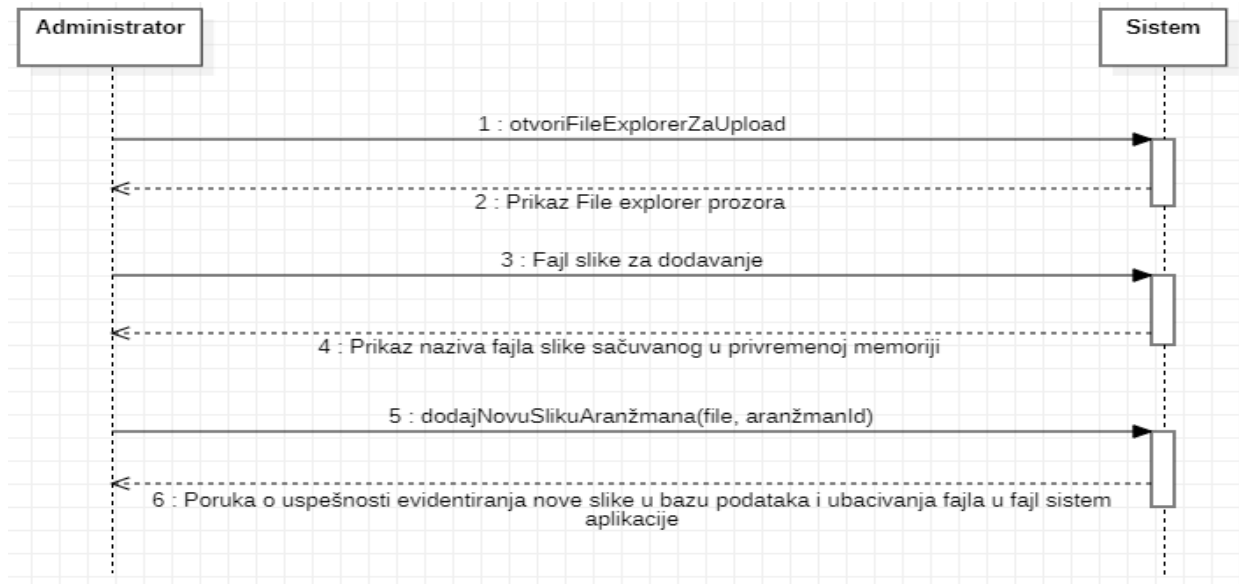 Administrator
Sistem
1 : otvoriFileExplorerZaUpload
2 : Prikaz File explorer prozora
3 : Fajl slike za dodavanje
4 : Prikaz naziva fajla slike sačuvanog u privremenoj memoriji
5 : dodajNovuSlikuAranžmana(file, aranžmanId)
6 : Poruka o uspešnosti evidentiranja nove slike u bazu podataka i ubacivanja fajla u fajl sistem
aplikacije